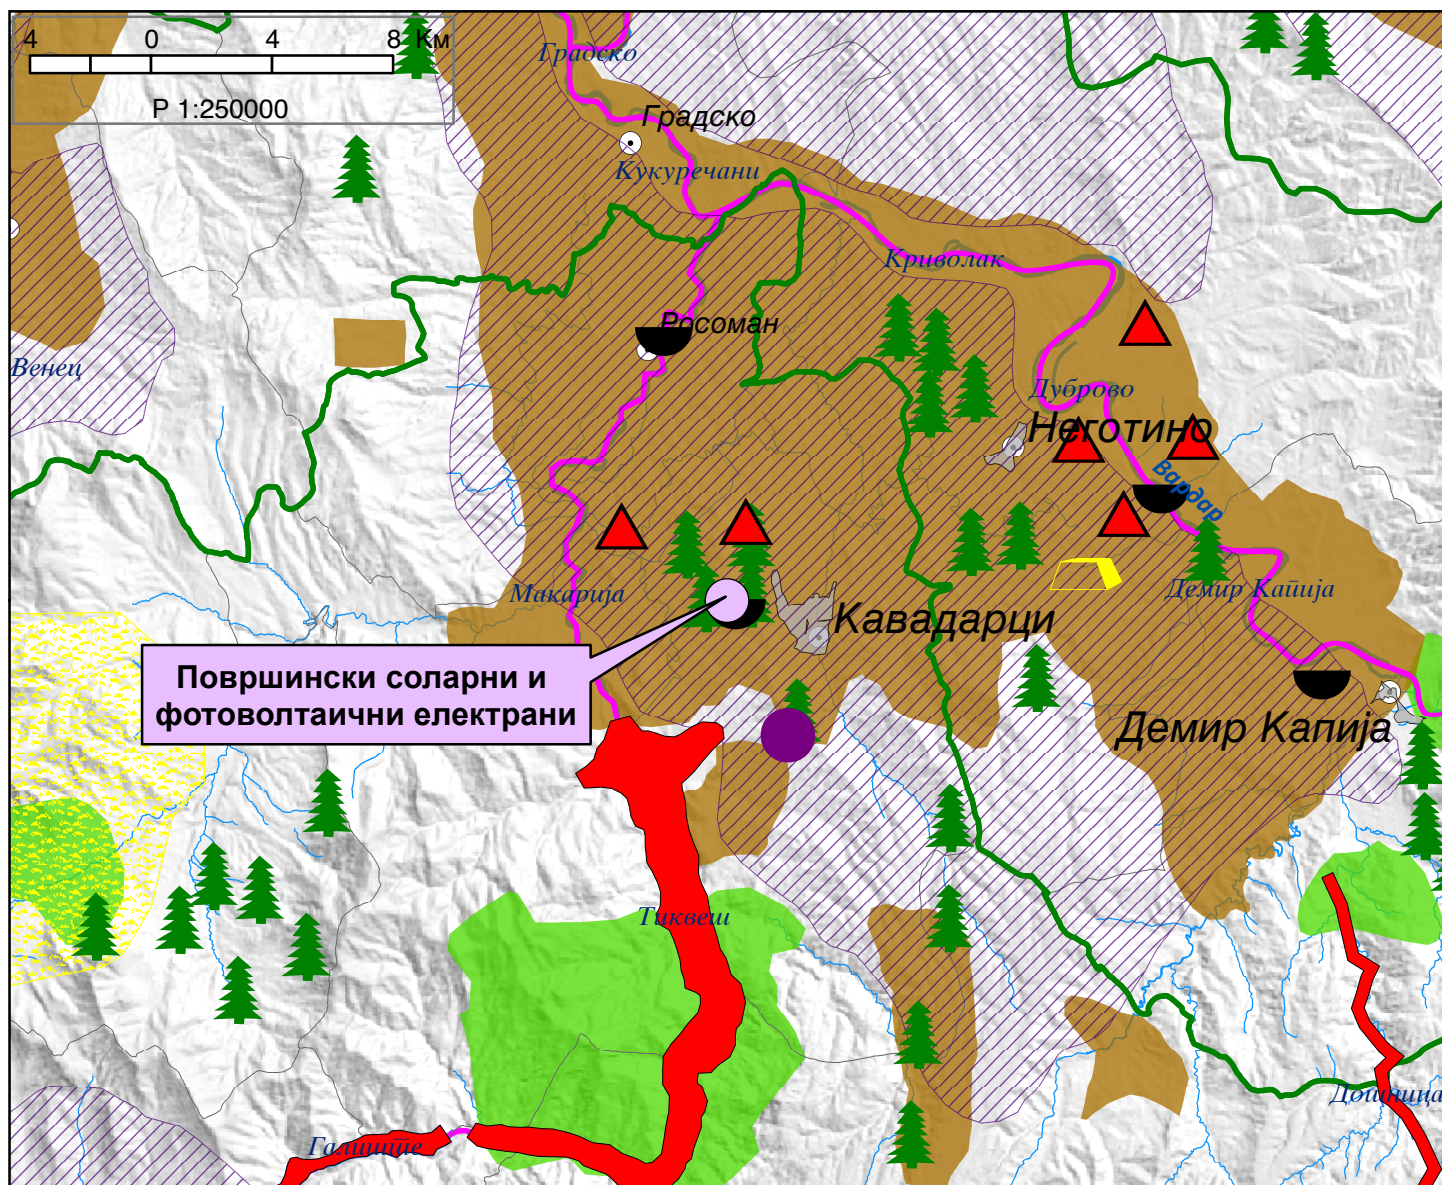 4 0 4 8 Км
Р 1:250000
Градско
Градско
Кукуречани
Криволак
Росоман
Венец
Дуброво
Неготино
Вардар
Макарија
Демир Капија
Кавадарци
Површински соларни и
фотоволтаични електрани
Демир Капија
Тиквеш
Дошница
Галиште